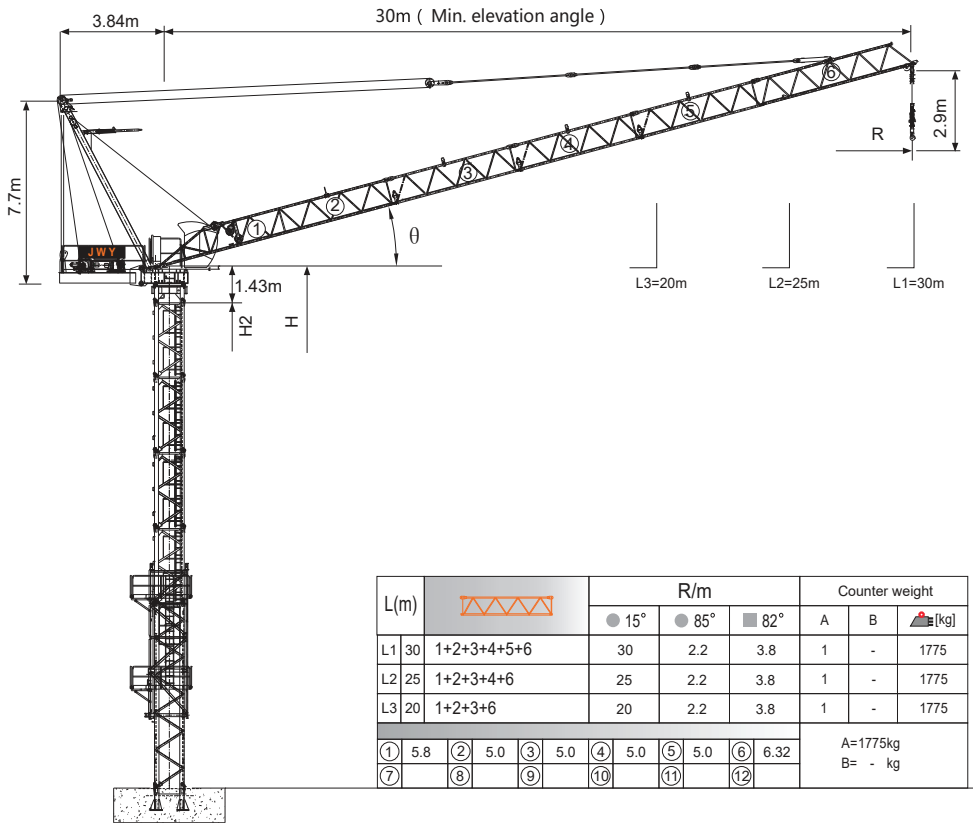 3.84m
30m ( Min. elevation angle )
7.7m
2.9m
R
1
2
3
4
5
6
θ
JWY
1.43m
H2
H
L3=20m
L2=25m
L1=30m
L(m)
R/m
Counter weight
15° 85° 82° A B [kg]
L1 30 1+2+3+4+5+6 30 2.2 3.8 1 - 1775
L2 25 1+2+3+4+6 25 2.2 3.8 1 - 1775
L3 20 1+2+3+6 20 2.2 3.8 1 - 1775
① 5.8 ② 5.0 ③ 5.0 ④ 5.0 ⑤ 5.0 ⑥ 6.32
⑦ ⑧ ⑨ ⑩ ⑪ ⑫
A=1775kg
B= - kg